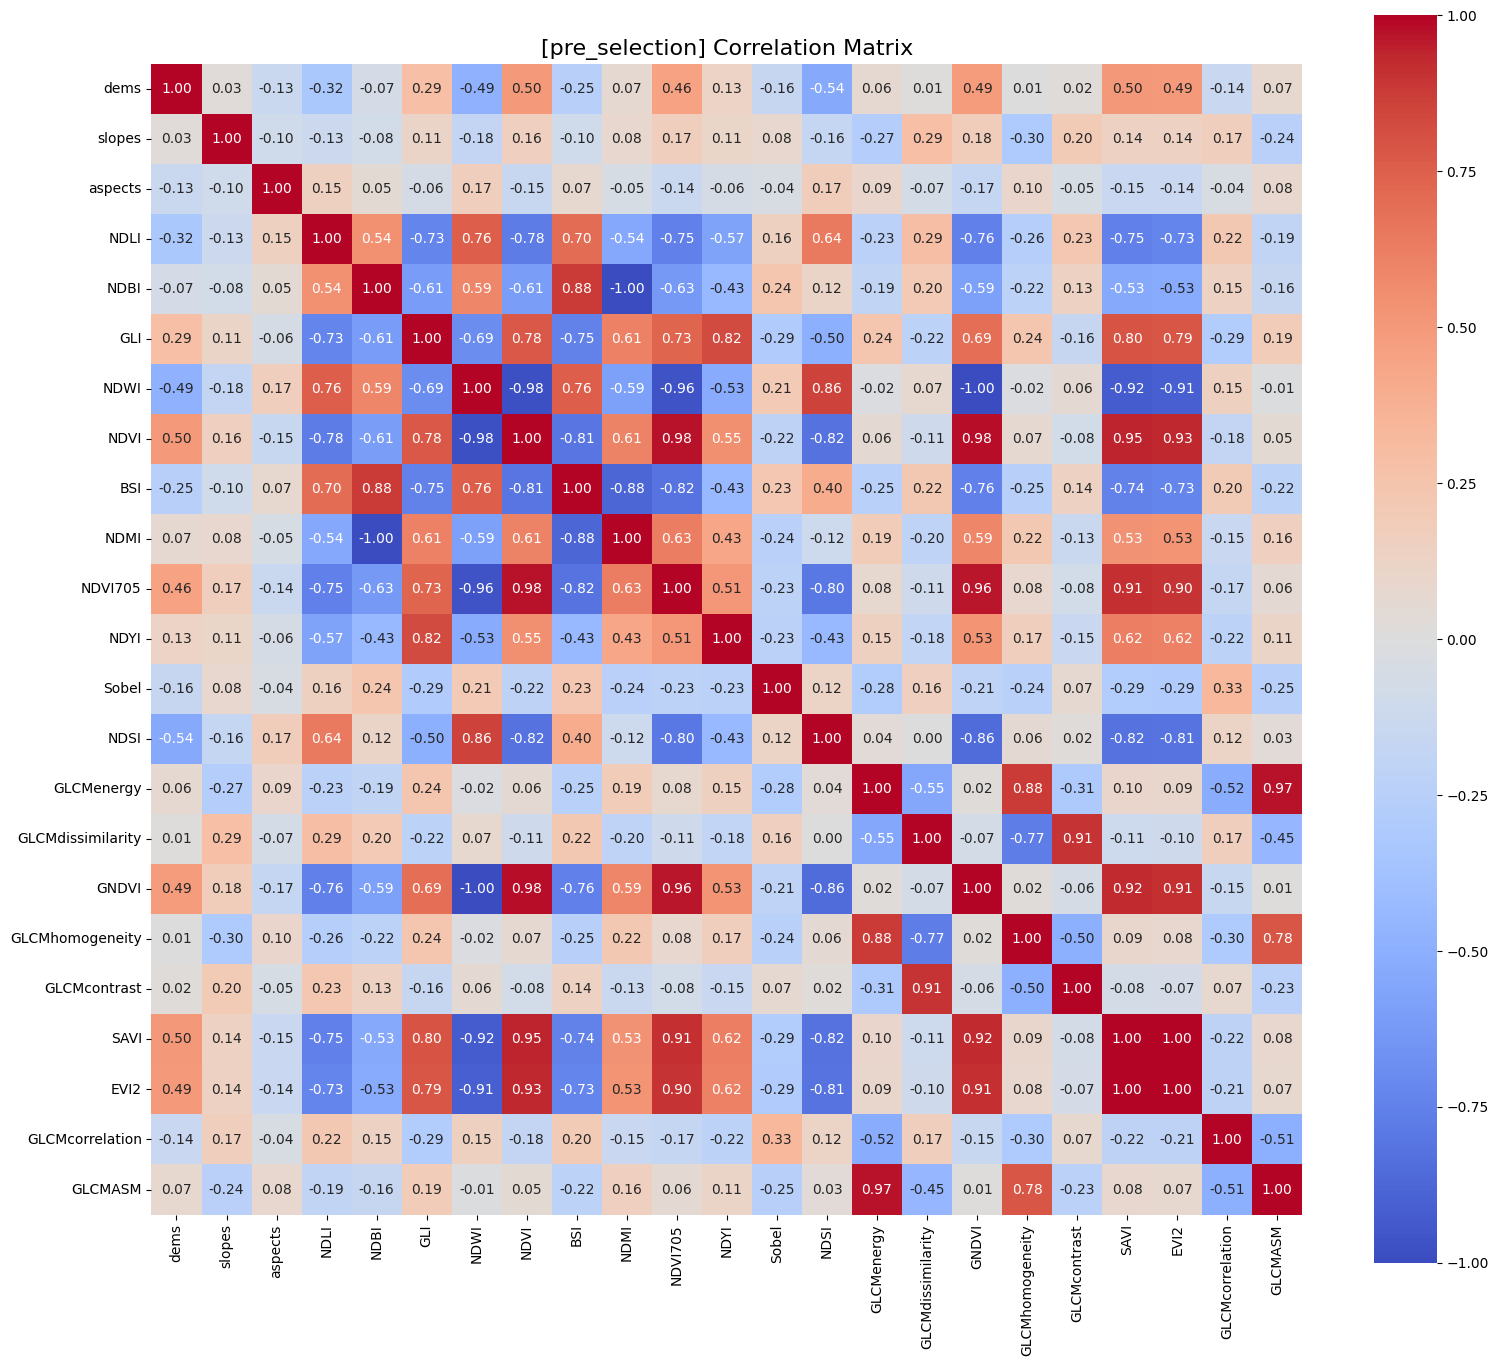 [pre_selection] Correlation Matrix
dems 1.00 0.03 -0.13 -0.32 -0.07 0.29 -0.49 0.50 -0.25 0.07 0.46 0.13 -0.16 -0.54 0.06 0.01 0.49 0.01 0.02 0.50 0.49 -0.14 0.07
slopes 0.03 1.00 -0.10 -0.13 -0.08 0.11 -0.18 0.16 -0.10 0.08 0.17 0.11 0.08 -0.16 -0.27 0.29 0.18 -0.30 0.20 0.14 0.14 0.17 -0.24
aspects -0.13 -0.10 1.00 0.15 0.05 -0.06 0.17 -0.15 0.07 -0.05 -0.14 -0.06 -0.04 0.17 0.09 -0.07 -0.17 0.10 -0.05 -0.15 -0.14 -0.04 0.08
NDLI -0.32 -0.13 0.15 1.00 0.54 -0.73 0.76 -0.78 0.70 -0.54 -0.75 -0.57 0.16 0.64 -0.23 0.29 -0.76 -0.26 0.23 -0.75 -0.73 0.22 -0.19
NDBI -0.07 -0.08 0.05 0.54 1.00 -0.61 0.59 -0.61 0.88 -1.00 -0.63 -0.43 0.24 0.12 -0.19 0.20 -0.59 -0.22 0.13 -0.53 -0.53 0.15 -0.16
GLI 0.29 0.11 -0.06 -0.73 -0.61 1.00 -0.69 0.78 -0.75 0.61 0.73 0.82 -0.29 -0.50 0.24 -0.22 0.69 0.24 -0.16 0.80 0.79 -0.29 0.19
NDWI -0.49 -0.18 0.17 0.76 0.59 -0.69 1.00 -0.98 0.76 -0.59 -0.96 -0.53 0.21 0.86 -0.02 0.07 -1.00 -0.02 0.06 -0.92 -0.91 0.15 -0.01
NDVI 0.50 0.16 -0.15 -0.78 -0.61 0.78 -0.98 1.00 -0.81 0.61 0.98 0.55 -0.22 -0.82 0.06 -0.11 0.98 0.07 -0.08 0.95 0.93 -0.18 0.05
BSI -0.25 -0.10 0.07 0.70 0.88 -0.75 0.76 -0.81 1.00 -0.88 -0.82 -0.43 0.23 0.40 -0.25 0.22 -0.76 -0.25 0.14 -0.74 -0.73 0.20 -0.22
NDMI 0.07 0.08 -0.05 -0.54 -1.00 0.61 -0.59 0.61 -0.88 1.00 0.63 0.43 -0.24 -0.12 0.19 -0.20 0.59 0.22 -0.13 0.53 0.53 -0.15 0.16
NDVI705 0.46 0.17 -0.14 -0.75 -0.63 0.73 -0.96 0.98 -0.82 0.63 1.00 0.51 -0.23 -0.80 0.08 -0.11 0.96 0.08 -0.08 0.91 0.90 -0.17 0.06
NDYI 0.13 0.11 -0.06 -0.57 -0.43 0.82 -0.53 0.55 -0.43 0.43 0.51 1.00 -0.23 -0.43 0.15 -0.18 0.53 0.17 -0.15 0.62 0.62 -0.22 0.11
Sobel -0.16 0.08 -0.04 0.16 0.24 -0.29 0.21 -0.22 0.23 -0.24 -0.23 -0.23 1.00 0.12 -0.28 0.16 -0.21 -0.24 0.07 -0.29 -0.29 0.33 -0.25
NDSI -0.54 -0.16 0.17 0.64 0.12 -0.50 0.86 -0.82 0.40 -0.12 -0.80 -0.43 0.12 1.00 0.04 0.00 -0.86 0.06 0.02 -0.82 -0.81 0.12 0.03
GLCMenergy 0.06 -0.27 0.09 -0.23 -0.19 0.24 -0.02 0.06 -0.25 0.19 0.08 0.15 -0.28 0.04 1.00 -0.55 0.02 0.88 -0.31 0.10 0.09 -0.52 0.97
GLCMdissimilarity 0.01 0.29 -0.07 0.29 0.20 -0.22 0.07 -0.11 0.22 -0.20 -0.11 -0.18 0.16 0.00 -0.55 1.00 -0.07 -0.77 0.91 -0.11 -0.10 0.17 -0.45
GNDVI 0.49 0.18 -0.17 -0.76 -0.59 0.69 -1.00 0.98 -0.76 0.59 0.96 0.53 -0.21 -0.86 0.02 -0.07 1.00 0.02 -0.06 0.92 0.91 -0.15 0.01
GLCMhomogeneity 0.01 -0.30 0.10 -0.26 -0.22 0.24 -0.02 0.07 -0.25 0.22 0.08 0.17 -0.24 0.06 0.88 -0.77 0.02 1.00 -0.50 0.09 0.08 -0.30 0.78
GLCMcontrast 0.02 0.20 -0.05 0.23 0.13 -0.16 0.06 -0.08 0.14 -0.13 -0.08 -0.15 0.07 0.02 -0.31 0.91 -0.06 -0.50 1.00 -0.08 -0.07 0.07 -0.23
SAVI 0.50 0.14 -0.15 -0.75 -0.53 0.80 -0.92 0.95 -0.74 0.53 0.91 0.62 -0.29 -0.82 0.10 -0.11 0.92 0.09 -0.08 1.00 1.00 -0.22 0.08
EVI2 0.49 0.14 -0.14 -0.73 -0.53 0.79 -0.91 0.93 -0.73 0.53 0.90 0.62 -0.29 -0.81 0.09 -0.10 0.91 0.08 -0.07 1.00 1.00 -0.21 0.07
GLCMcorrelation -0.14 0.17 -0.04 0.22 0.15 -0.29 0.15 -0.18 0.20 -0.15 -0.17 -0.22 0.33 0.12 -0.52 0.17 -0.15 -0.30 0.07 -0.22 -0.21 1.00 -0.51
GLCMASM 0.07 -0.24 0.08 -0.19 -0.16 0.19 -0.01 0.05 -0.22 0.16 0.06 0.11 -0.25 0.03 0.97 -0.45 0.01 0.78 -0.23 0.08 0.07 -0.51 1.00
dems
slopes
aspects
NDLI
NDBI
GLI
NDWI
NDVI
BSI
NDMI
NDVI705
NDYI
Sobel
NDSI
GLCMenergy
GLCMdissimilarity
GNDVI
GLCMhomogeneity
GLCMcontrast
SAVI
EVI2
GLCMcorrelation
GLCMASM
1.00
0.75
0.50
0.25
0.00
−0.25
−0.50
−0.75
−1.00